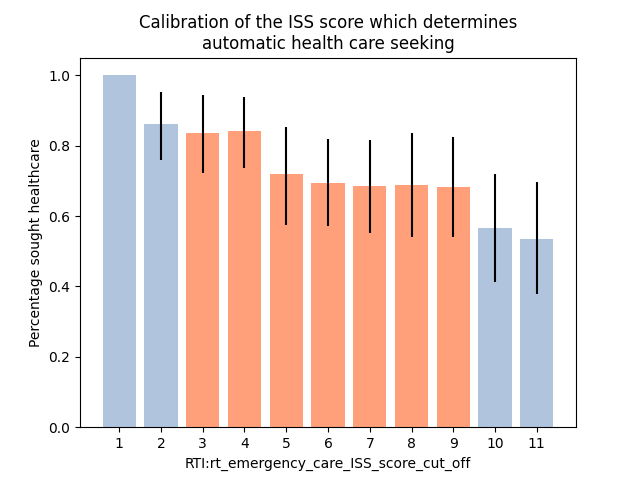 Calibration of the ISS score which determines
automatic health care seeking
Percentage sought healthcare
1.0
0.8
0.6
0.4
0.2
0.0
1 2 3 4 5 6 7 8 9 10 11
RTI:rt_emergency_care_ISS_score_cut_off